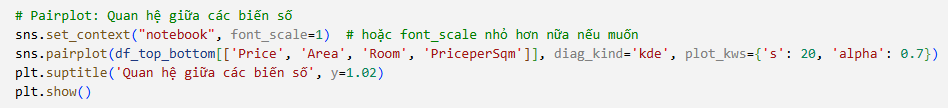 # Pairplot: Quan hệ giữa các biến số
sns.set_context("notebook", font_scale=1)  # hoặc font_scale nhỏ hơn nữa nếu muốn
sns.pairplot(df_top_bottom[['Price', 'Area', 'Room', 'PriceperSqm']], diag_kind='kde', plot_kws={'s': 20, 'alpha': 0.7})
plt.suptitle('Quan hệ giữa các biến số', y=1.02)
plt.show()